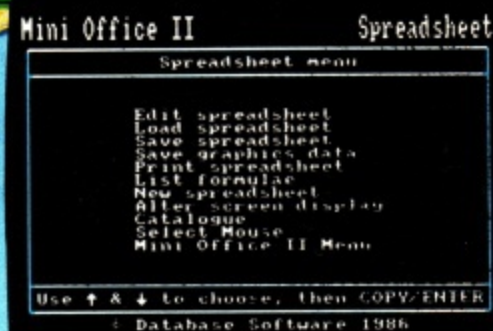 Mini Office II Spreadsheet
Spreadsheet menu
Edit spreadsheet
Load spreadsheet
Save spreadsheet
Save graphics data
Print spreadsheet
List formulae
New spreadsheet
Alter screen display
Catalogue
Select Mouse
Mini Office II Menu
Use ↑ & ↓ to choose, then COPY/ENTER
© Database Software 1986